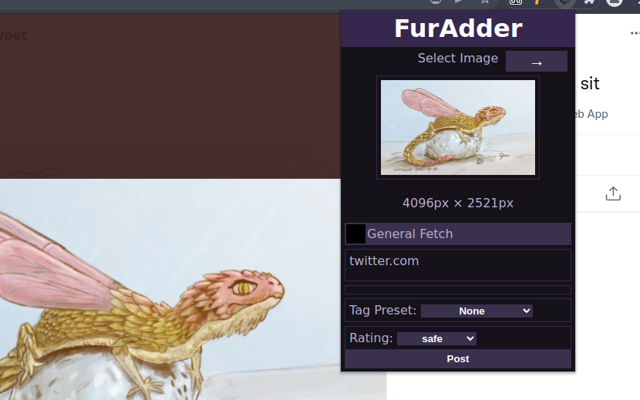 FurAdder
weet
Select Image
→
sit
eb App
4096px × 2521px
General Fetch
twitter.com
Tag Preset: None
Rating: safe
Post